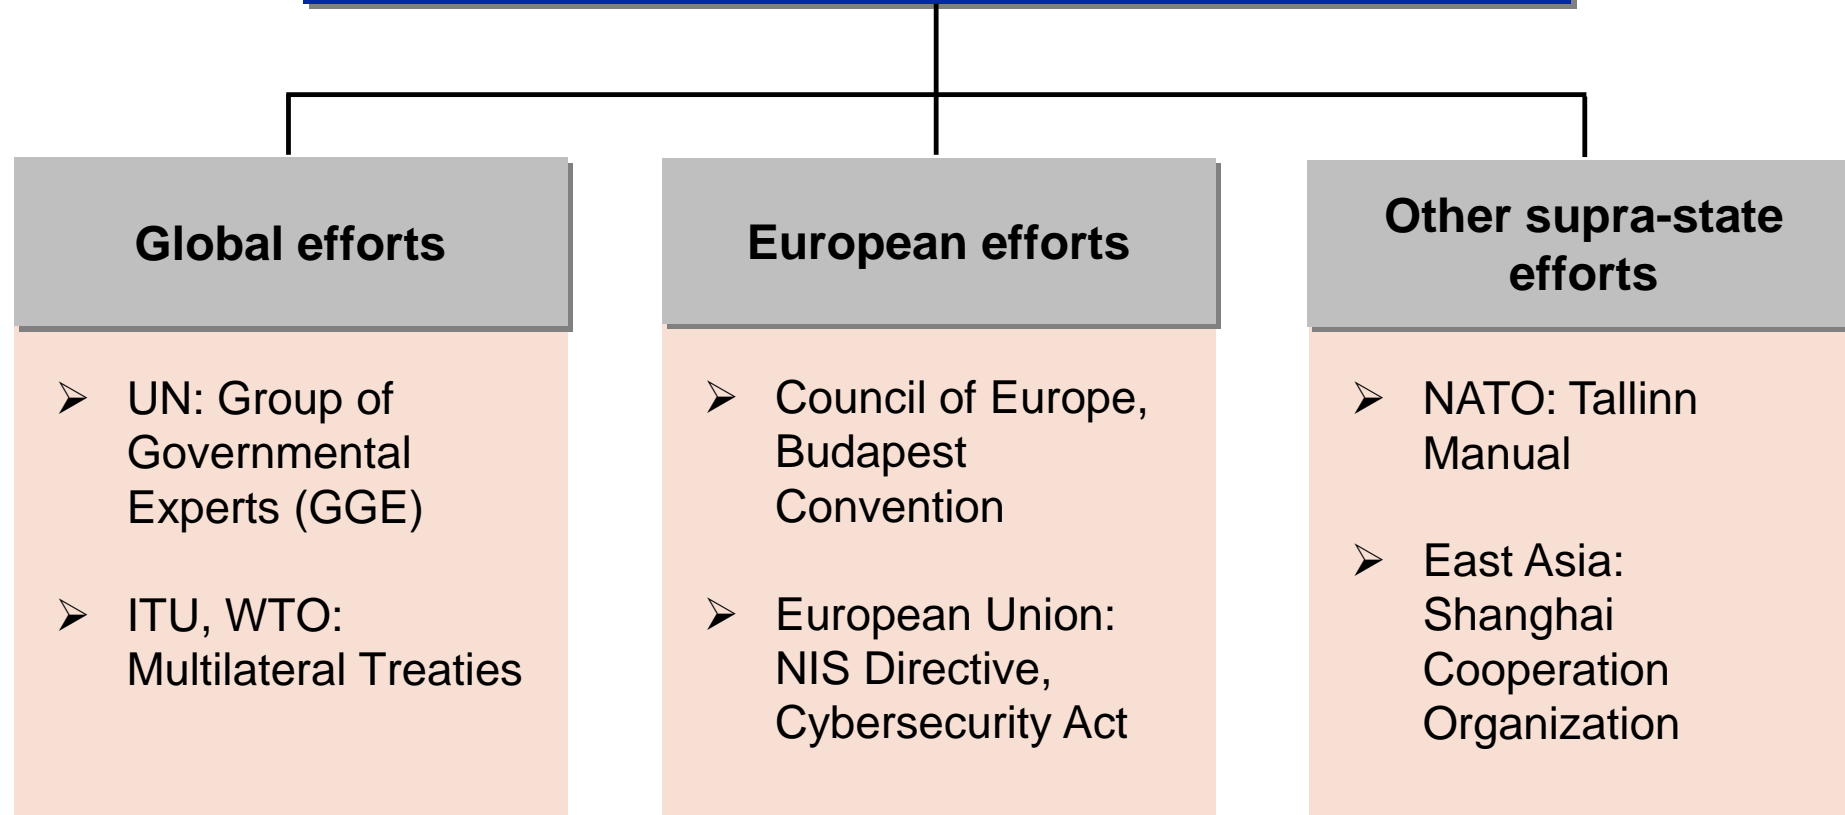 Global efforts
➢ UN: Group of
Governmental
Experts (GGE)
➢ ITU, WTO:
Multilateral Treaties
European efforts
➢ Council of Europe,
Budapest
Convention
➢ European Union:
NIS Directive,
Cybersecurity Act
Other supra-state
efforts
➢ NATO: Tallinn
Manual
➢ East Asia:
Shanghai
Cooperation
Organization